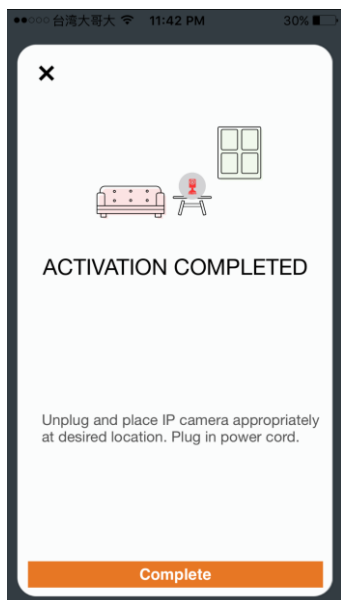 台湾大哥大 11:42 PM 30%
ACTIVATION COMPLETED
Unplug and place IP camera appropriately
at desired location. Plug in power cord.
Complete